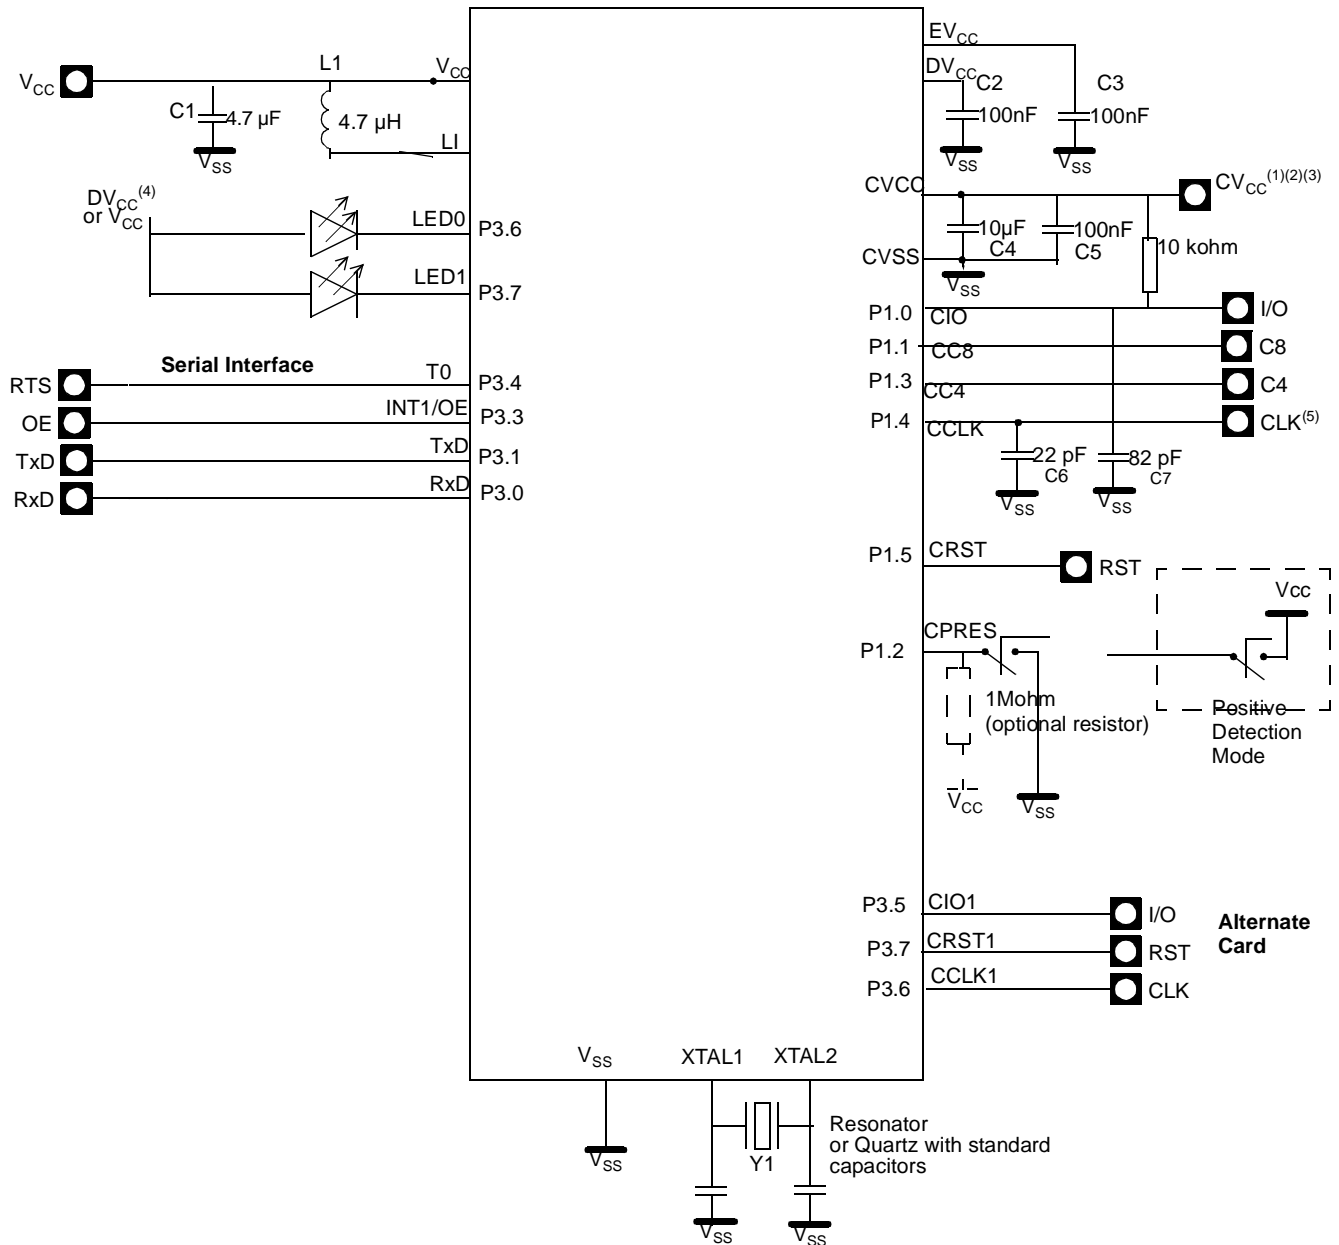 EVCC
L1
VCC
VCC
DVCC
C2
C3
C1
4.7 µF
4.7 µH
100nF
100nF
LI
VSS
VSS
VSS
DVCC(4)
or VCC
CVCC
CVCC(1)(2)(3)
LED0
P3.6
10µF
C4
100nF
C5
10 kohm
CVSS
VSS
LED1
P3.7
P1.0
CIO
I/O
P1.1
CC8
C8
Serial Interface
RTS
T0
P3.4
P1.3
CC4
C4
OE
INT1/OE
P3.3
P1.4
CCLK
CLK(5)
TxD
TxD
P3.1
22 pF
C6
82 pF
C7
RxD
RxD
P3.0
VSS
VSS
P1.5
CRST
RST
Vcc
CPRES
P1.2
1Mohm
(optional resistor)
Positive
Detection
Mode
VCC
VSS
P3.5
CIO1
I/O
Alternate
Card
P3.7
CRST1
RST
P3.6
CCLK1
CLK
VSS
XTAL1
XTAL2
Resonator
or Quartz with standard
capacitors
VSS
Y1
VSS
VSS